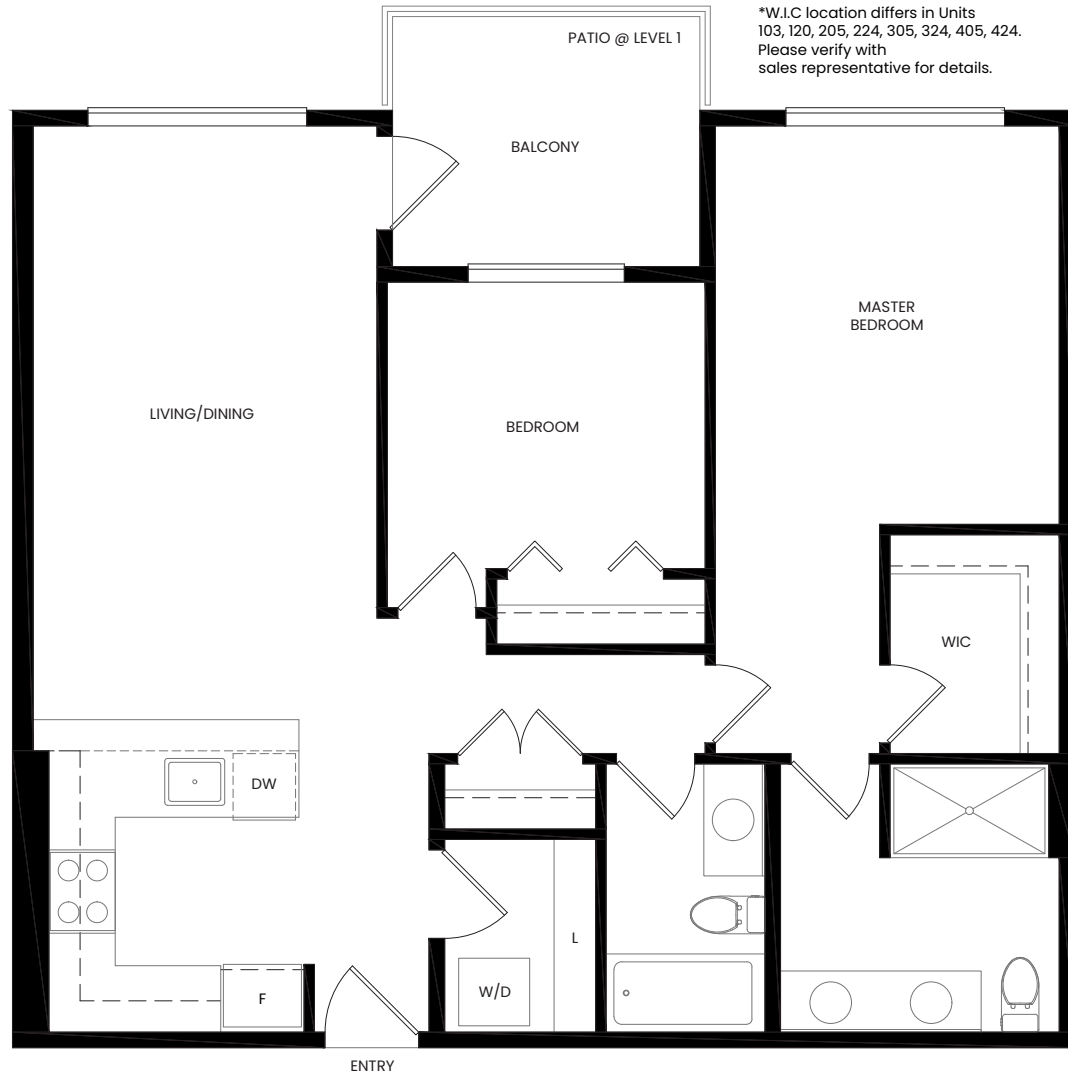 *W.I.C location differs in Units
103, 120, 205, 224, 305, 324, 405, 424.
Please verify with
sales representative for details.
PATIO @ LEVEL 1
BALCONY
MASTER
BEDROOM
LIVING/DINING
BEDROOM
WIC
DW
L
W/D
F
ENTRY